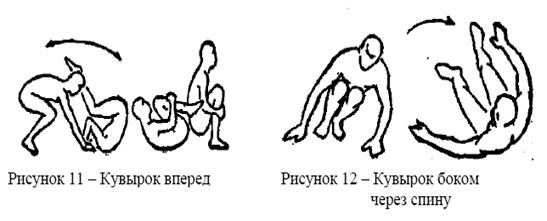 Рисунок 11 – Кувырок вперед
Рисунок 12 – Кувырок боком
через спину